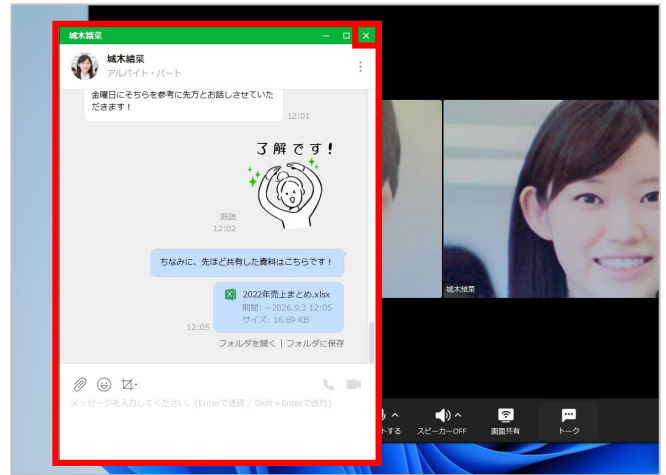 城木結菜
城木結菜
アルバイト・パート
金曜日にそちらを参考に先方とお話しさせていた
だきます！
12:01
了解です!
既読
12:02
ちなみに、先ほど共有した資料はこちらです！
2022年売上まとめ.xlsx
期間: ~2026.9.3 12:05
サイズ: 16.69 KB
12:05
フォルダを開く | フォルダに保存
メッセージを入力してください。(Enterで送信 / Shift+Enterで改行)
城木結菜
トする
スピーカーOFF
画面共有
トーク